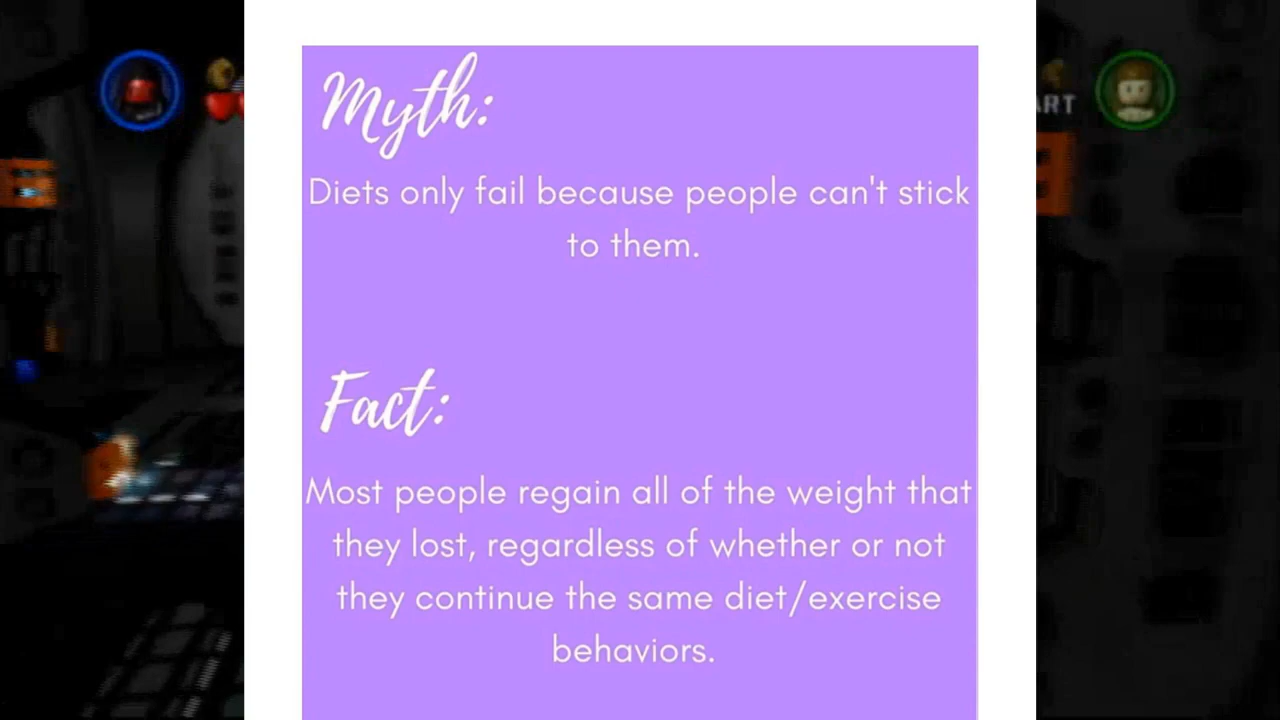 Myth:
Diets only fail because people can't stick
to them.
Fact:
Most people regain all of the weight that
they lost, regardless of whether or not
they continue the same diet/exercise
behaviors.